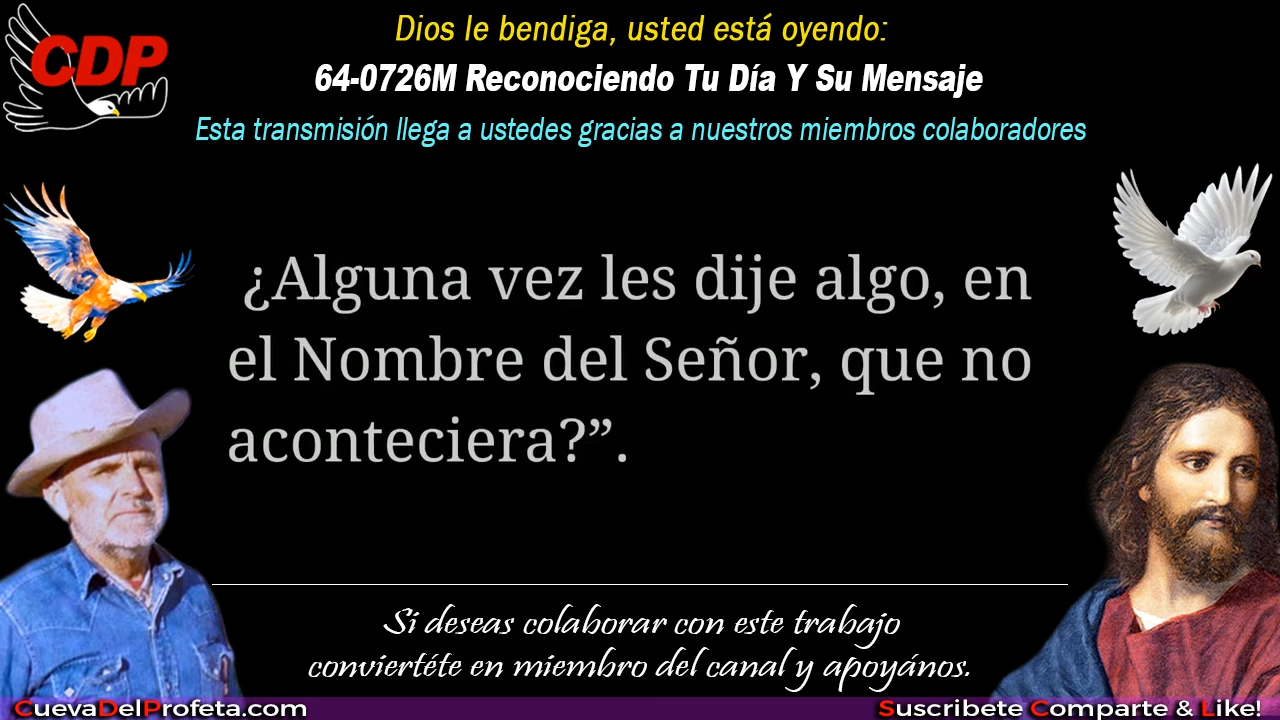 CDP
Dios le bendiga, usted está oyendo:
64-0726M Reconociendo Tu Día Y Su Mensaje
Esta transmisión llega a ustedes gracias a nuestros miembros colaboradores
¿Alguna vez les dije algo, en
el Nombre del Señor, que no
aconteciera?”.
Si deseas colaborar con este trabajo
conviertéte en miembro del canal y apoyános.
CuevaDelProfeta.com
Suscribete Comparte & Like!